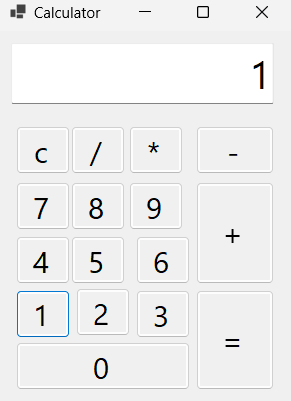 Calculator
1
c / * -
7 8 9
+
4 5 6
1 2 3
=
0